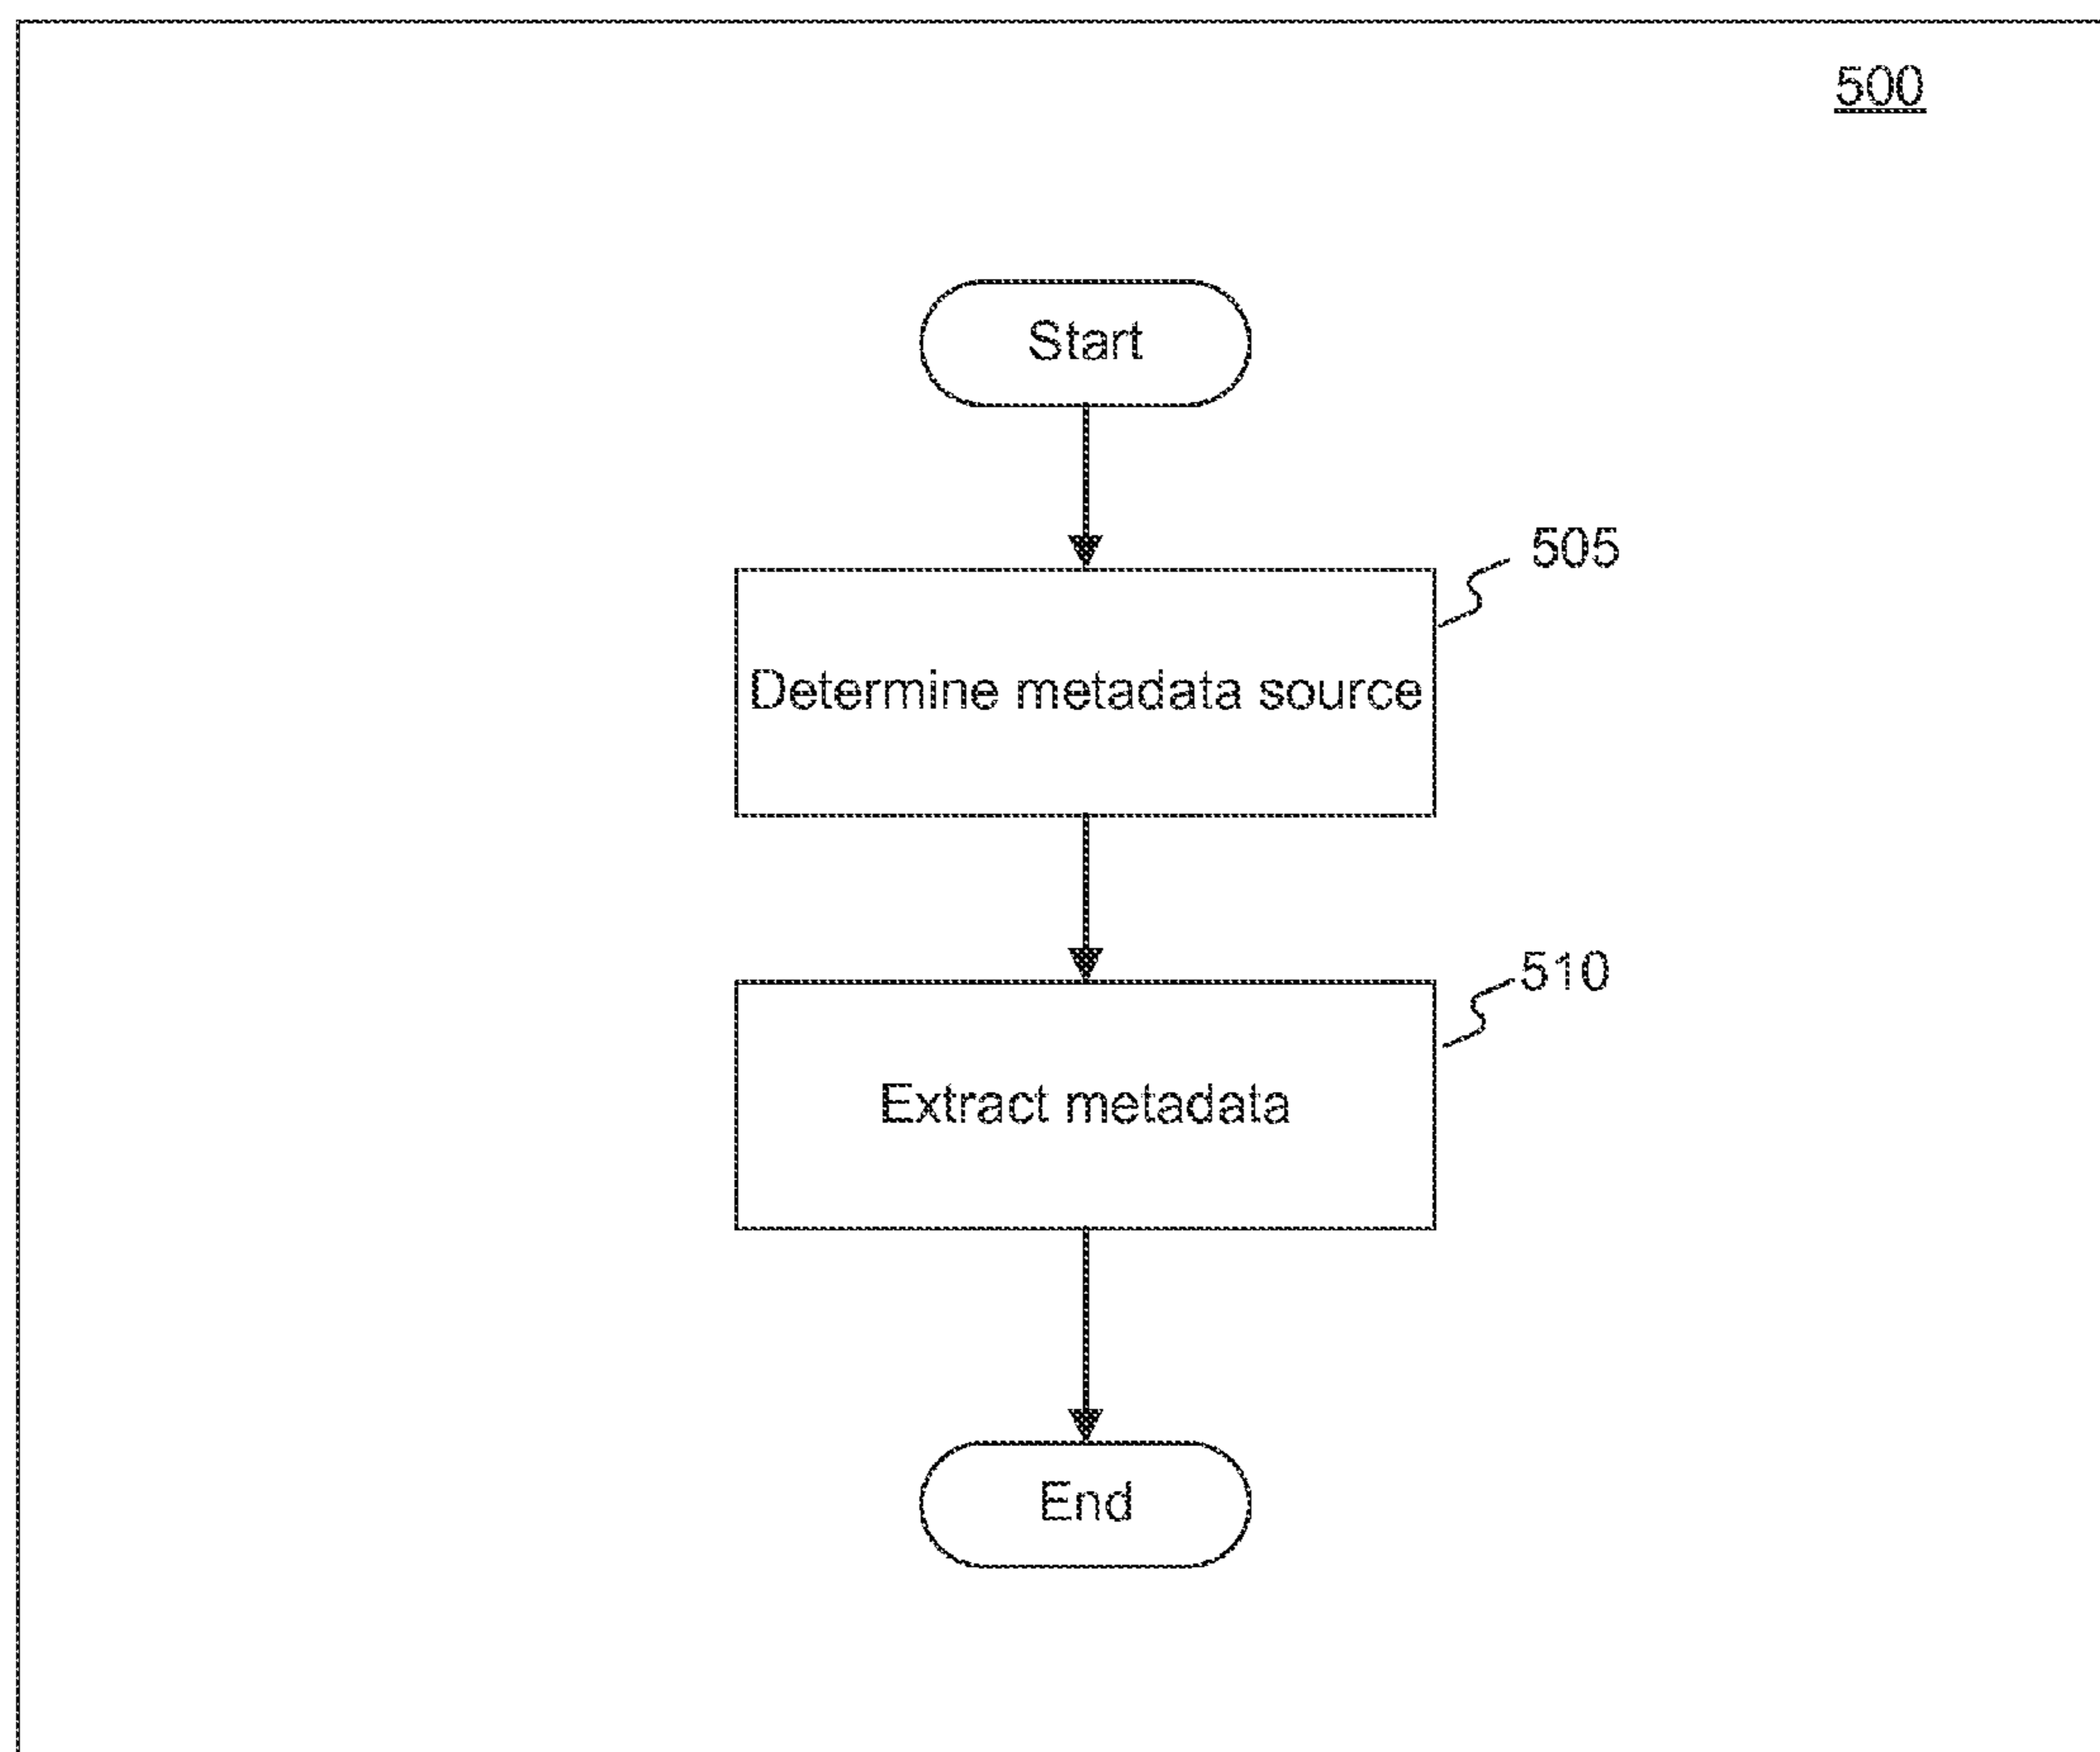 500
Start
505
Determine metadata source
510
Extract metadata
End